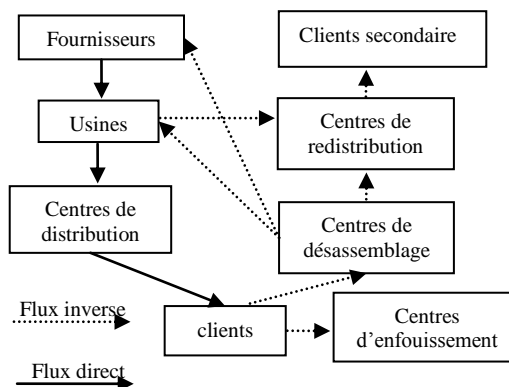 Fournisseurs
Clients secondaire
Usines
Centres de
redistribution
Centres de
distribution
Centres de
désassemblage
Flux inverse
clients
Centres
d'enfouissement
Flux direct